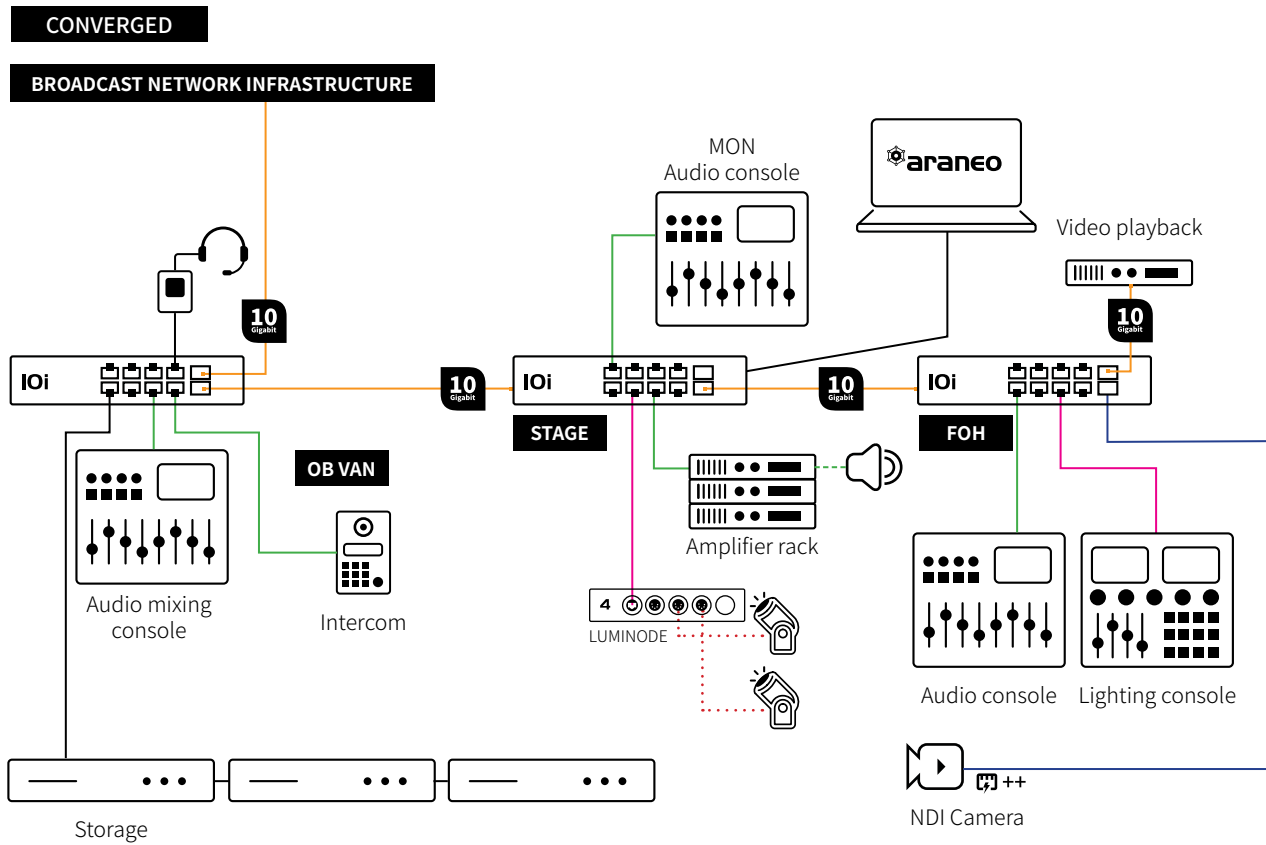 CONVERGED
BROADCAST NETWORK INFRASTRUCTURE
MON
Audio console
araneo
Video playback
10
Gigabit
10
Gigabit
IOi
10
Gigabit
IOi
10
Gigabit
IOi
STAGE
FOH
OB VAN
Amplifier rack
Audio mixing
console
Intercom
4
LUMINODE
Audio console
Lighting console
++
NDI Camera
Storage